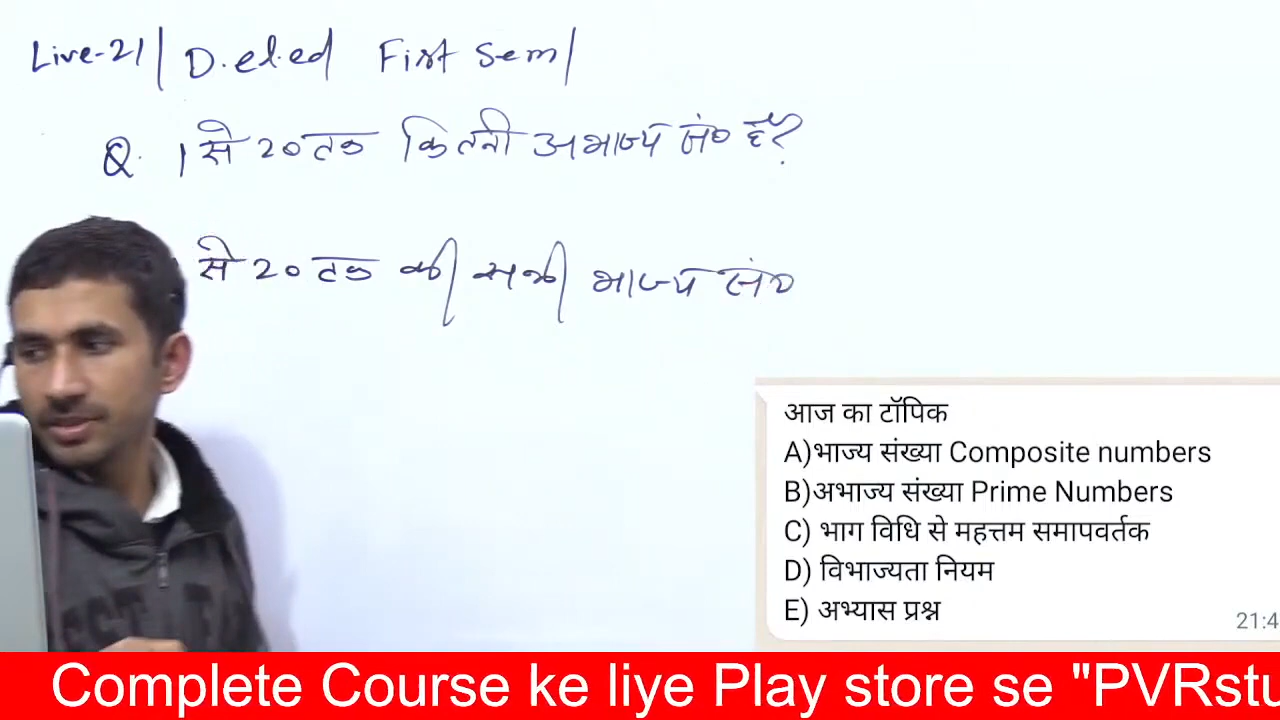 Live-21| D.el.ed First Sem|
Q. 1 से 20 तक कितनी अभाज्य सं० हैं?
से 20 तक की सभी भाज्य सं०
आज का टॉपिक
A)भाज्य संख्या Composite numbers
B)अभाज्य संख्या Prime Numbers
C) भाग विधि से महत्तम समापवर्तक
D) विभाज्यता नियम
E) अभ्यास प्रश्न
21:4
Complete Course ke liye Play store se "PVRstu